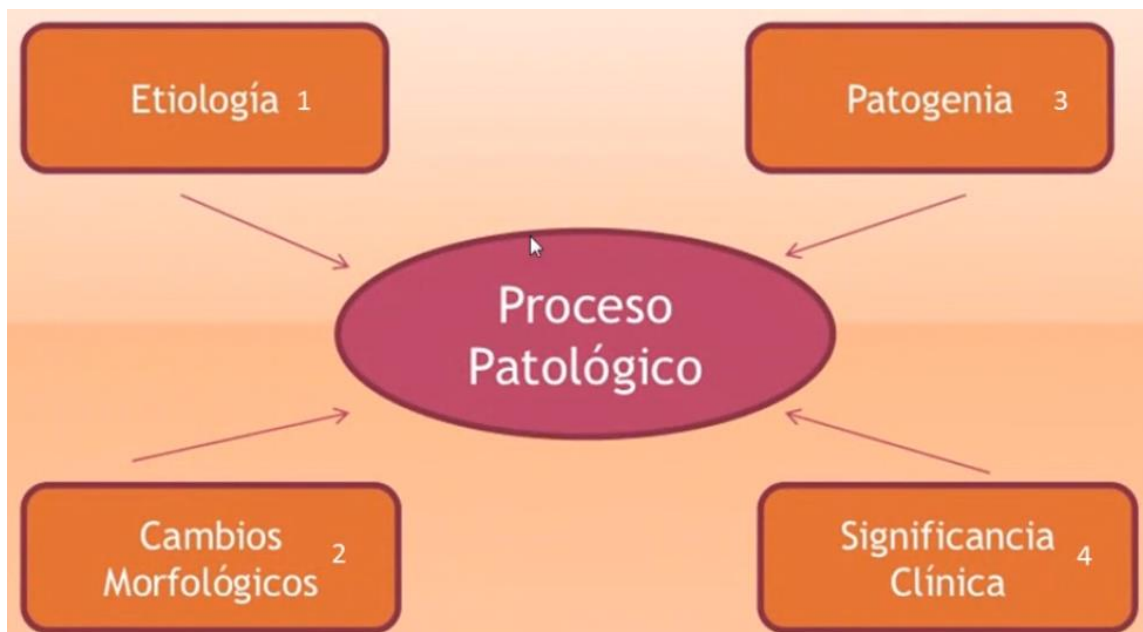 Etiología 1
Patogenia 3
Proceso
Patológico
Cambios
Morfológicos 2
Significancia
Clínica 4